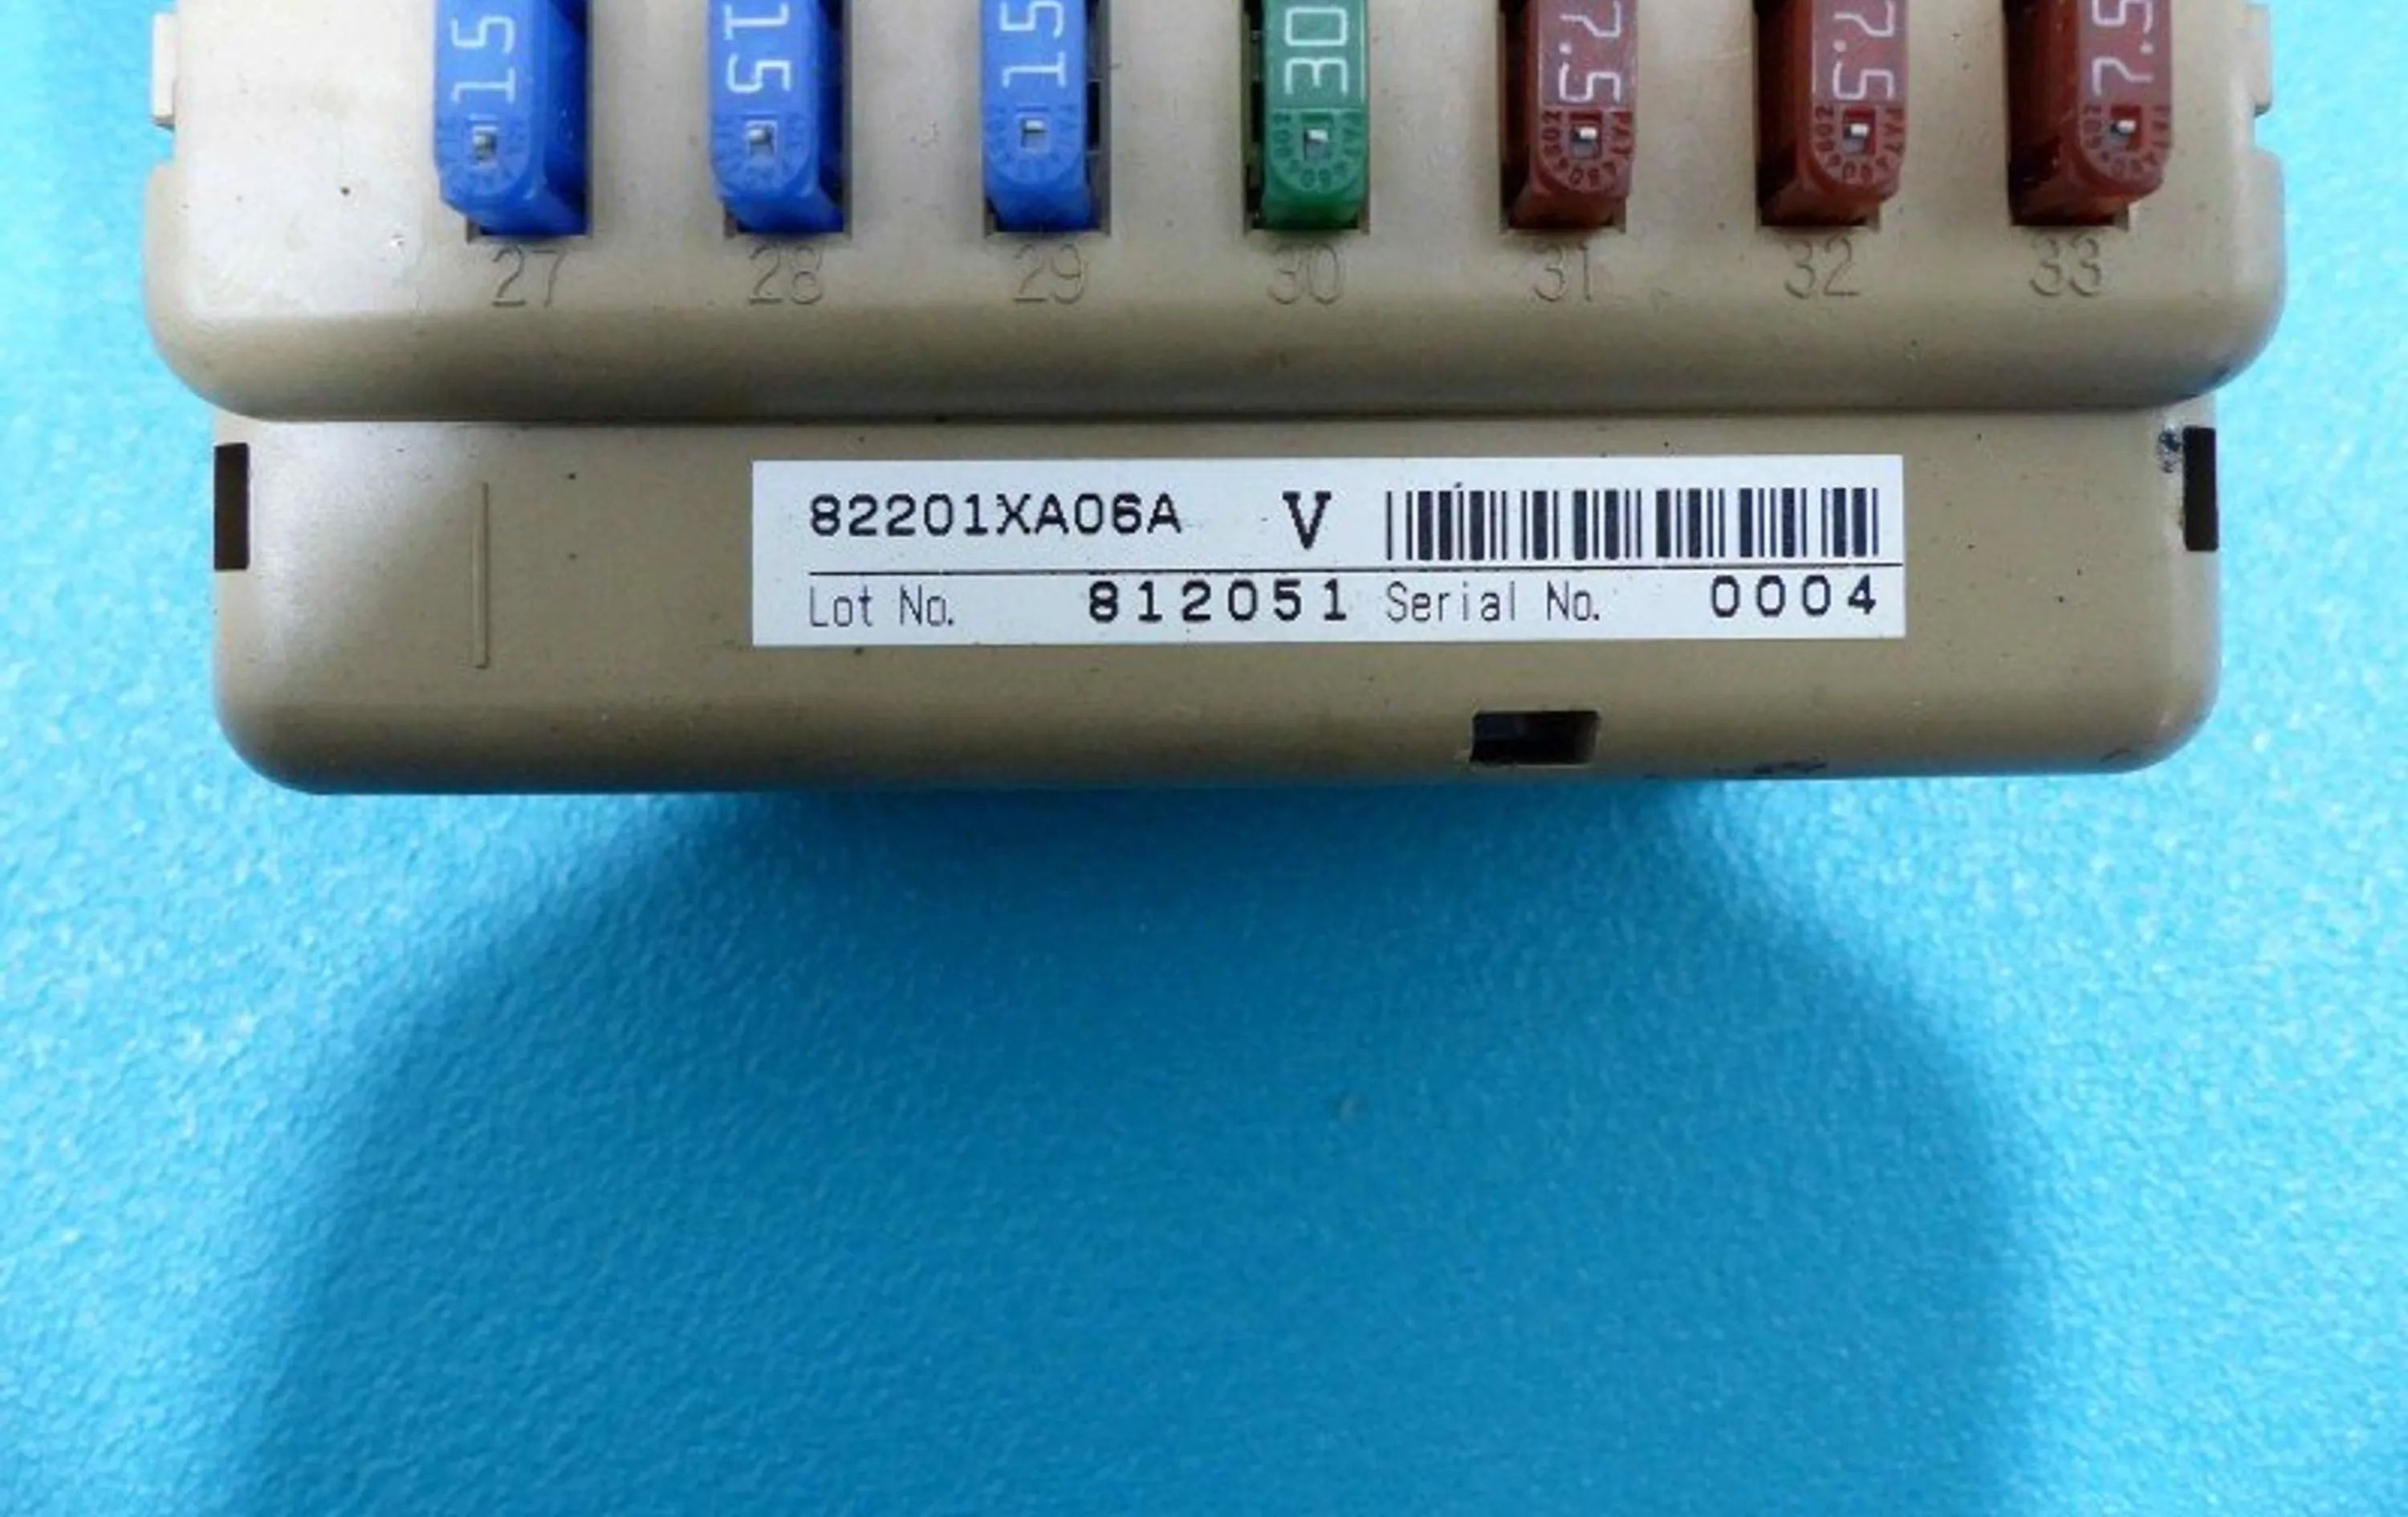 15 15 15 30 7.5 7.5 7.5
27 28 29 30 31 32 33
82201XA06A V
Lot No. 812051 Serial No. 0004